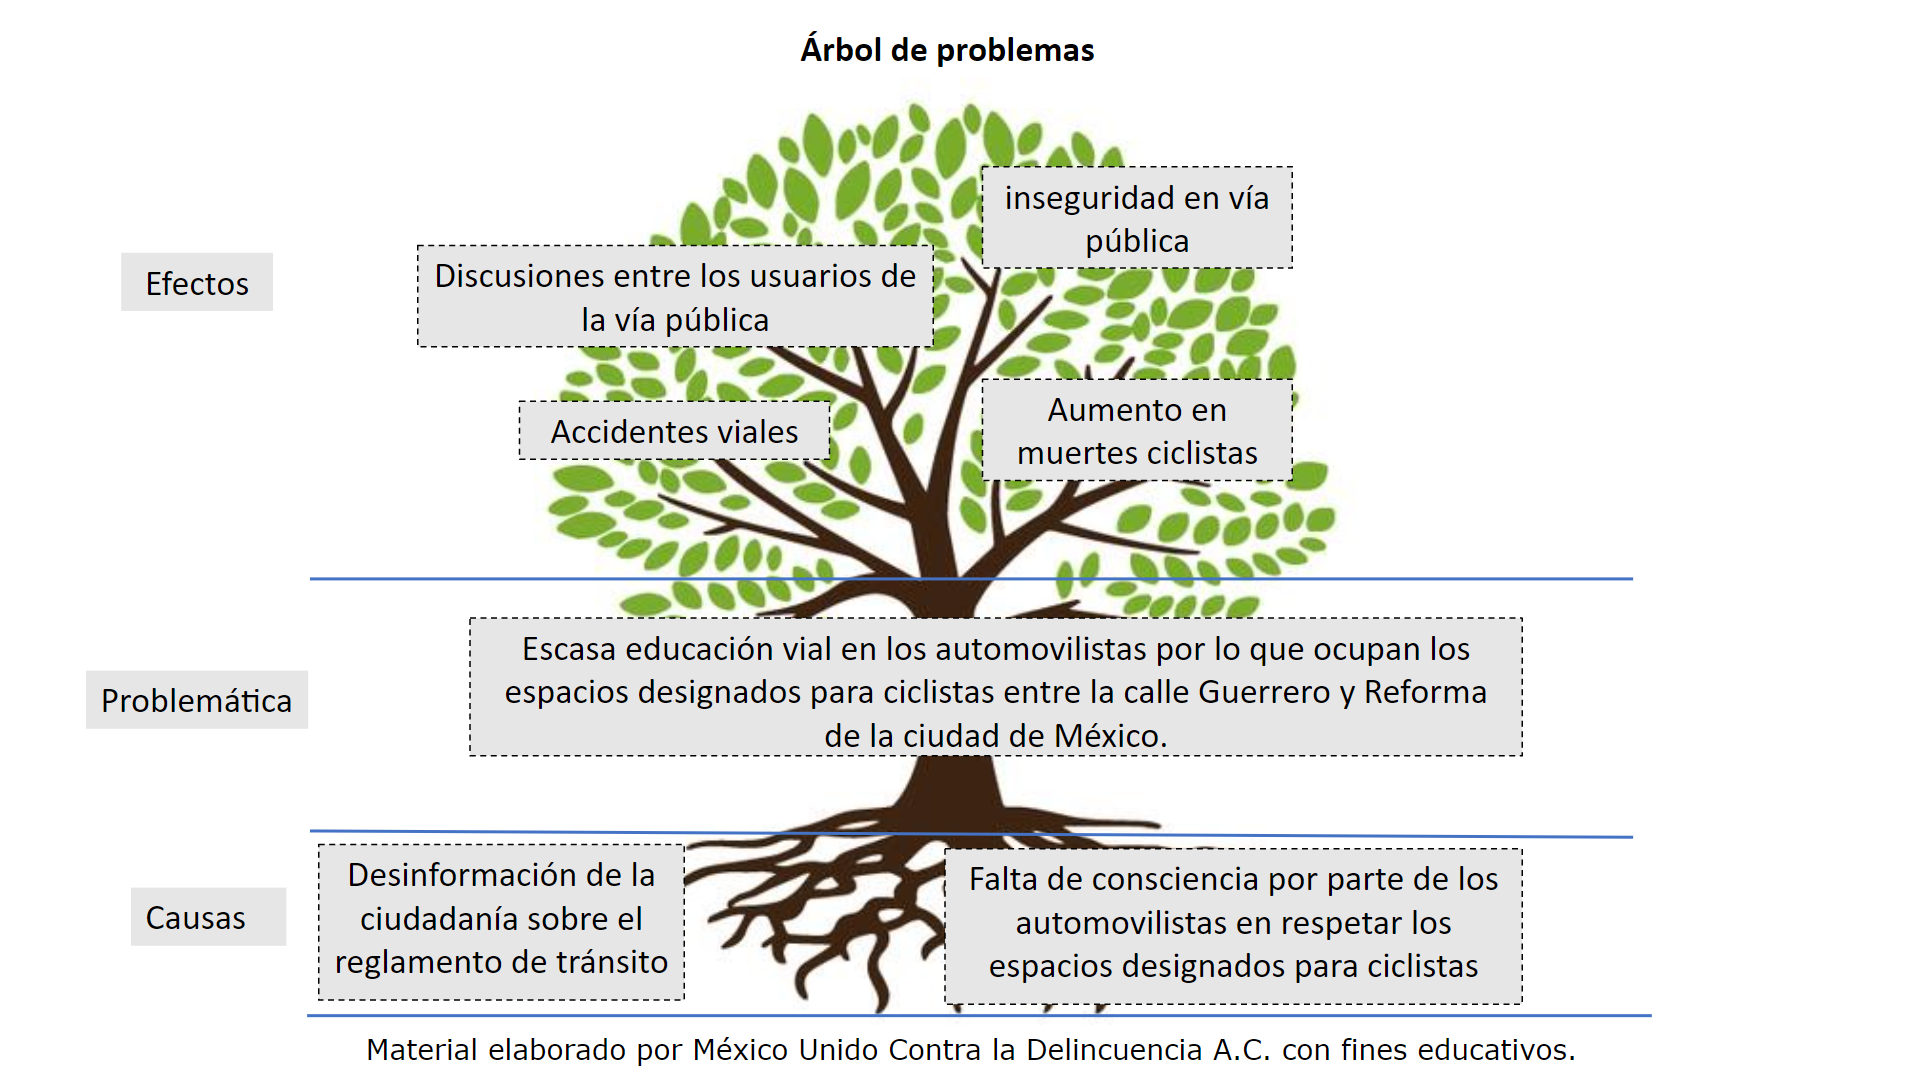 Árbol de problemas
Efectos
inseguridad en vía
pública
Discusiones entre los usuarios de
la vía pública
Accidentes viales
Aumento en
muertes ciclistas
Problemática
Escasa educación vial en los automovilistas por lo que ocupan los
espacios designados para ciclistas entre la calle Guerrero y Reforma
de la ciudad de México.
Causas
Desinformación de la
ciudadanía sobre el
reglamento de tránsito
Falta de consciencia por parte de los
automovilistas en respetar los
espacios designados para ciclistas
Material elaborado por México Unido Contra la Delincuencia A.C. con fines educativos.